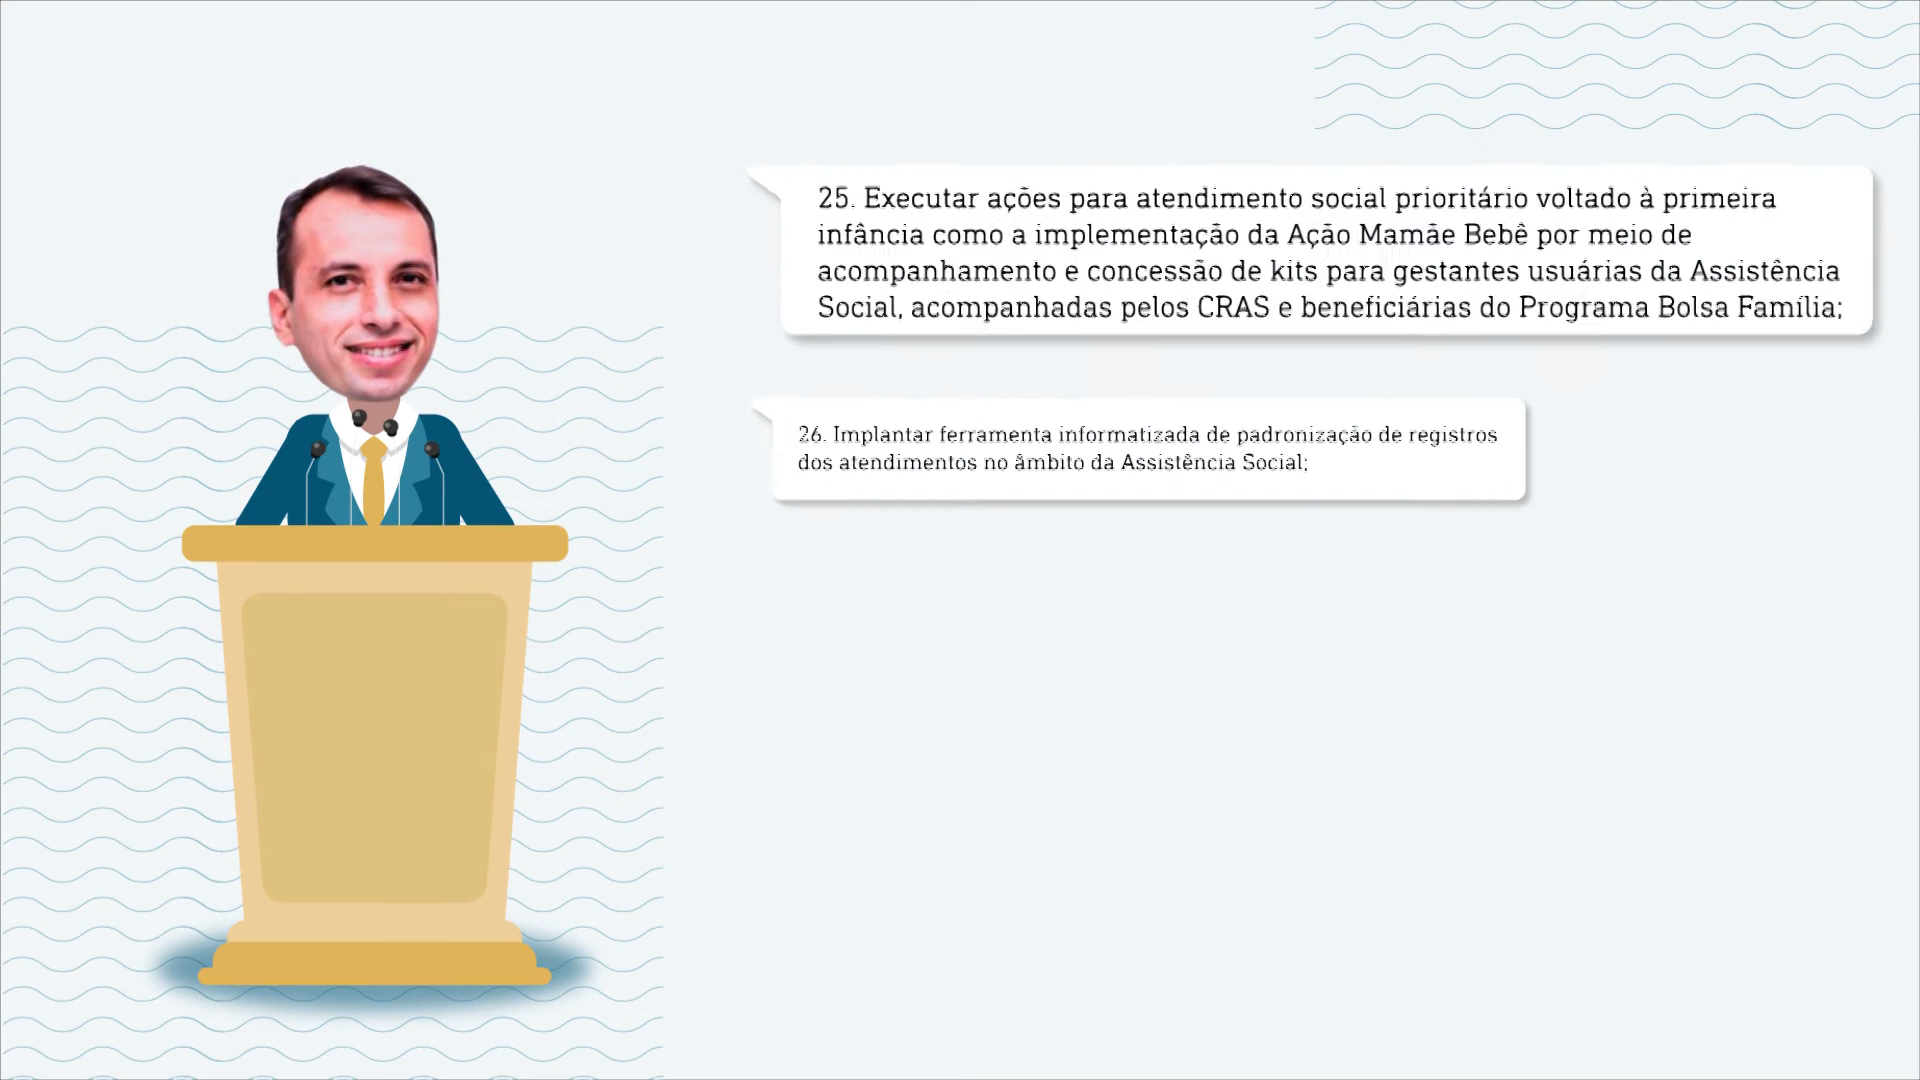 25. Executar ações para atendimento social prioritário voltado à primeira
infância como a implementação da Ação Mamãe Bebê por meio de
acompanhamento e concessão de kits para gestantes usuárias da Assistência
Social, acompanhadas pelos CRAS e beneficiárias do Programa Bolsa Família;
26. Implantar ferramenta informatizada de padronização de registros
dos atendimentos no âmbito da Assistência Social;